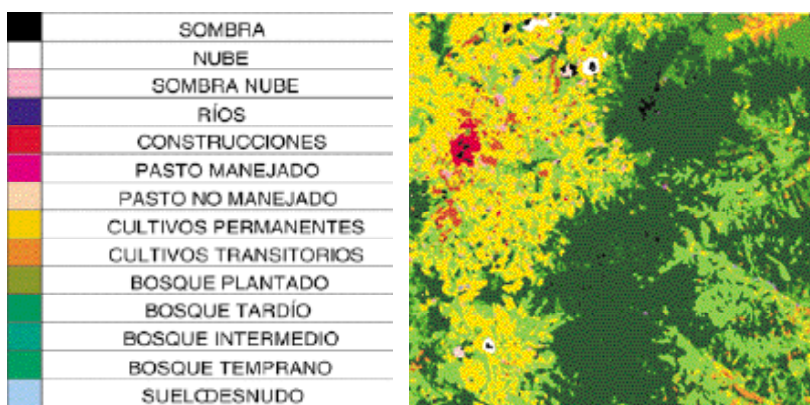 SOMBRA
NUBE
SOMBRA NUBE
RÍOS
CONSTRUCCIONES
PASTO MANEJADO
PASTO NO MANEJADO
CULTIVOS PERMANENTES
CULTIVOS TRANSITORIOS
BOSQUE PLANTADO
BOSQUE TARDÍO
BOSQUE INTERMEDIO
BOSQUE TEMPRANO
SUELODESNUDO